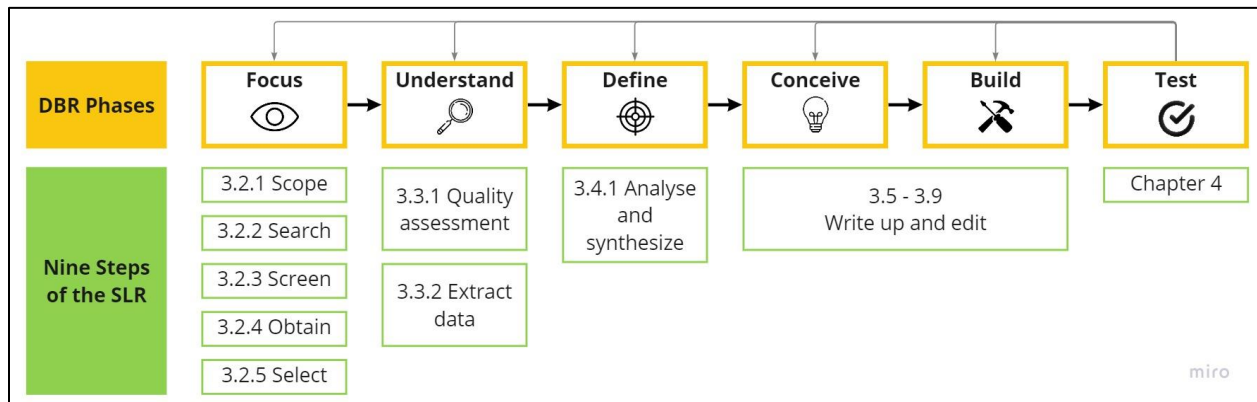 DBR Phases
Focus
Understand
Define
Conceive
Build
Test
Nine Steps
of the SLR
3.2.1 Scope
3.2.2 Search
3.2.3 Screen
3.2.4 Obtain
3.2.5 Select
3.3.1 Quality
assessment
3.3.2 Extract
data
3.4.1 Analyse
and
synthesize
3.5 - 3.9
Write up and edit
Chapter 4
miro